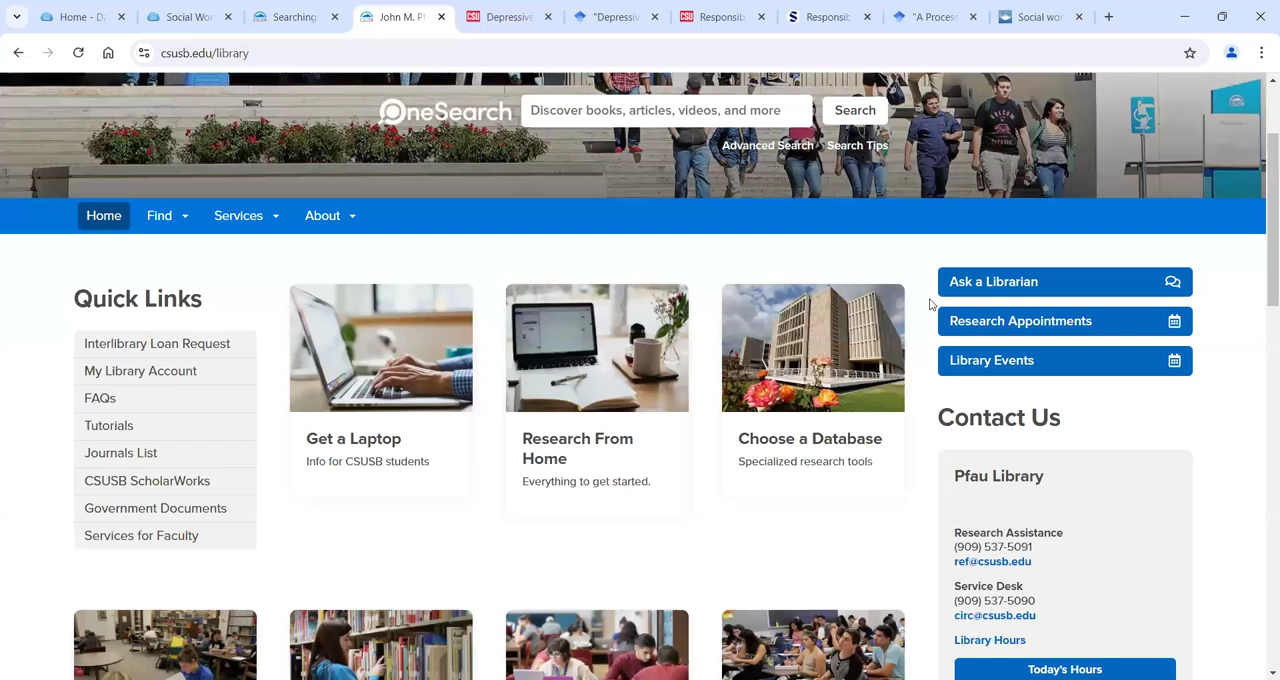 Home - D
Social Wor
Searching:
John M. Pf
Depressive
"Depressiv
Responsib
Responsib
"A Process
Social wor
csusb.edu/library
OneSearch
Discover books, articles, videos, and more
Search
Advanced Search
Search Tips
Home
Find
Services
About
Quick Links
Interlibrary Loan Request
My Library Account
FAQs
Tutorials
Journals List
CSUSB ScholarWorks
Government Documents
Services for Faculty
Get a Laptop
Info for CSUSB students
Research From
Home
Everything to get started.
Choose a Database
Specialized research tools
Ask a Librarian
Research Appointments
Library Events
Contact Us
Pfau Library
Research Assistance
(909) 537-5091
ref@csusb.edu
Service Desk
(909) 537-5090
circ@csusb.edu
Library Hours
Today's Hours